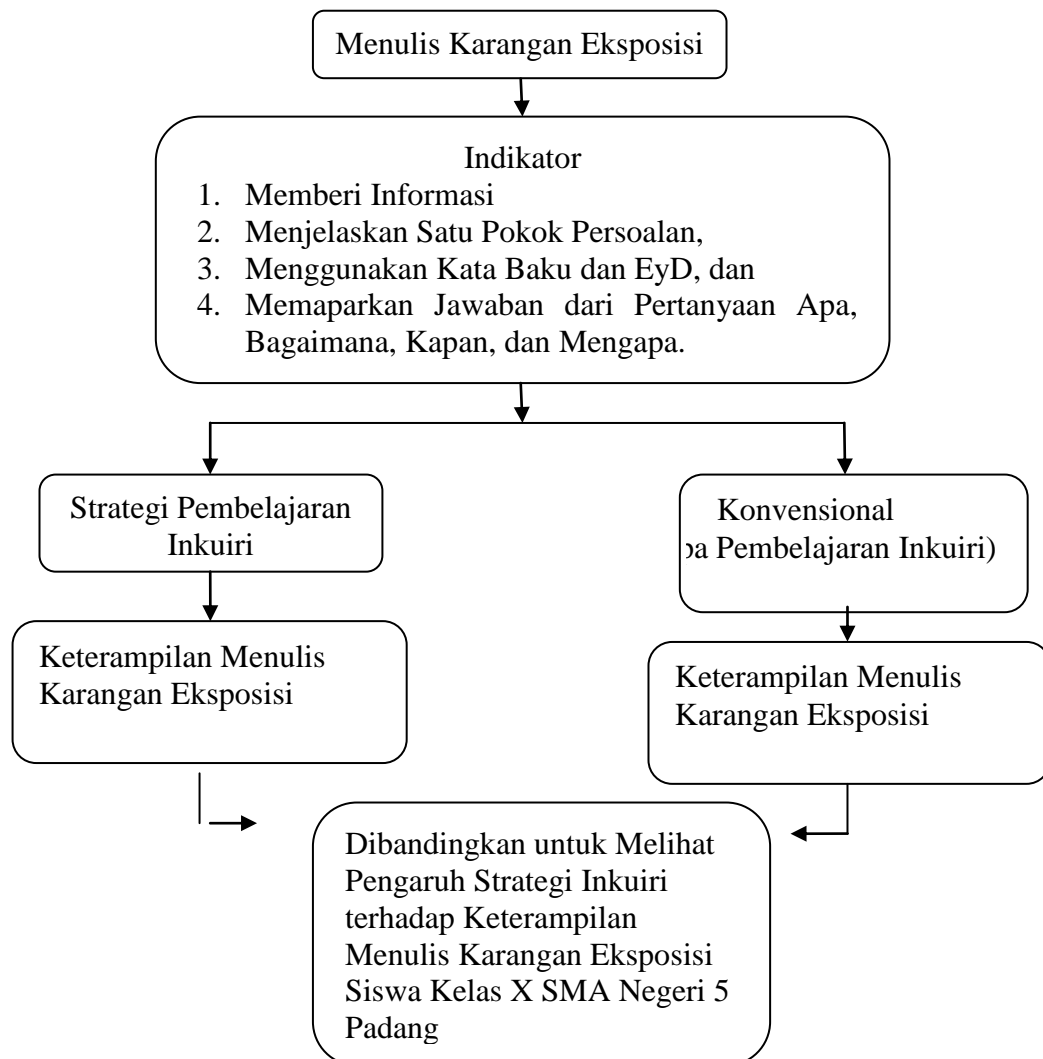 Menulis Karangan Eksposisi
Indikator
1. Memberi Informasi
2. Menjelaskan Satu Pokok Persoalan,
3. Menggunakan Kata Baku dan EyD, dan
4. Memaparkan Jawaban dari Pertanyaan Apa,
Bagaimana, Kapan, dan Mengapa.
Strategi Pembelajaran
Inkuiri
Konvensional
Pembelajaran Inkuiri)
Keterampilan Menulis
Karangan Eksposisi
Keterampilan Menulis
Karangan Eksposisi
Dibandingkan untuk Melihat
Pengaruh Strategi Inkuiri
terhadap Keterampilan
Menulis Karangan Eksposisi
Siswa Kelas X SMA Negeri 5
Padang